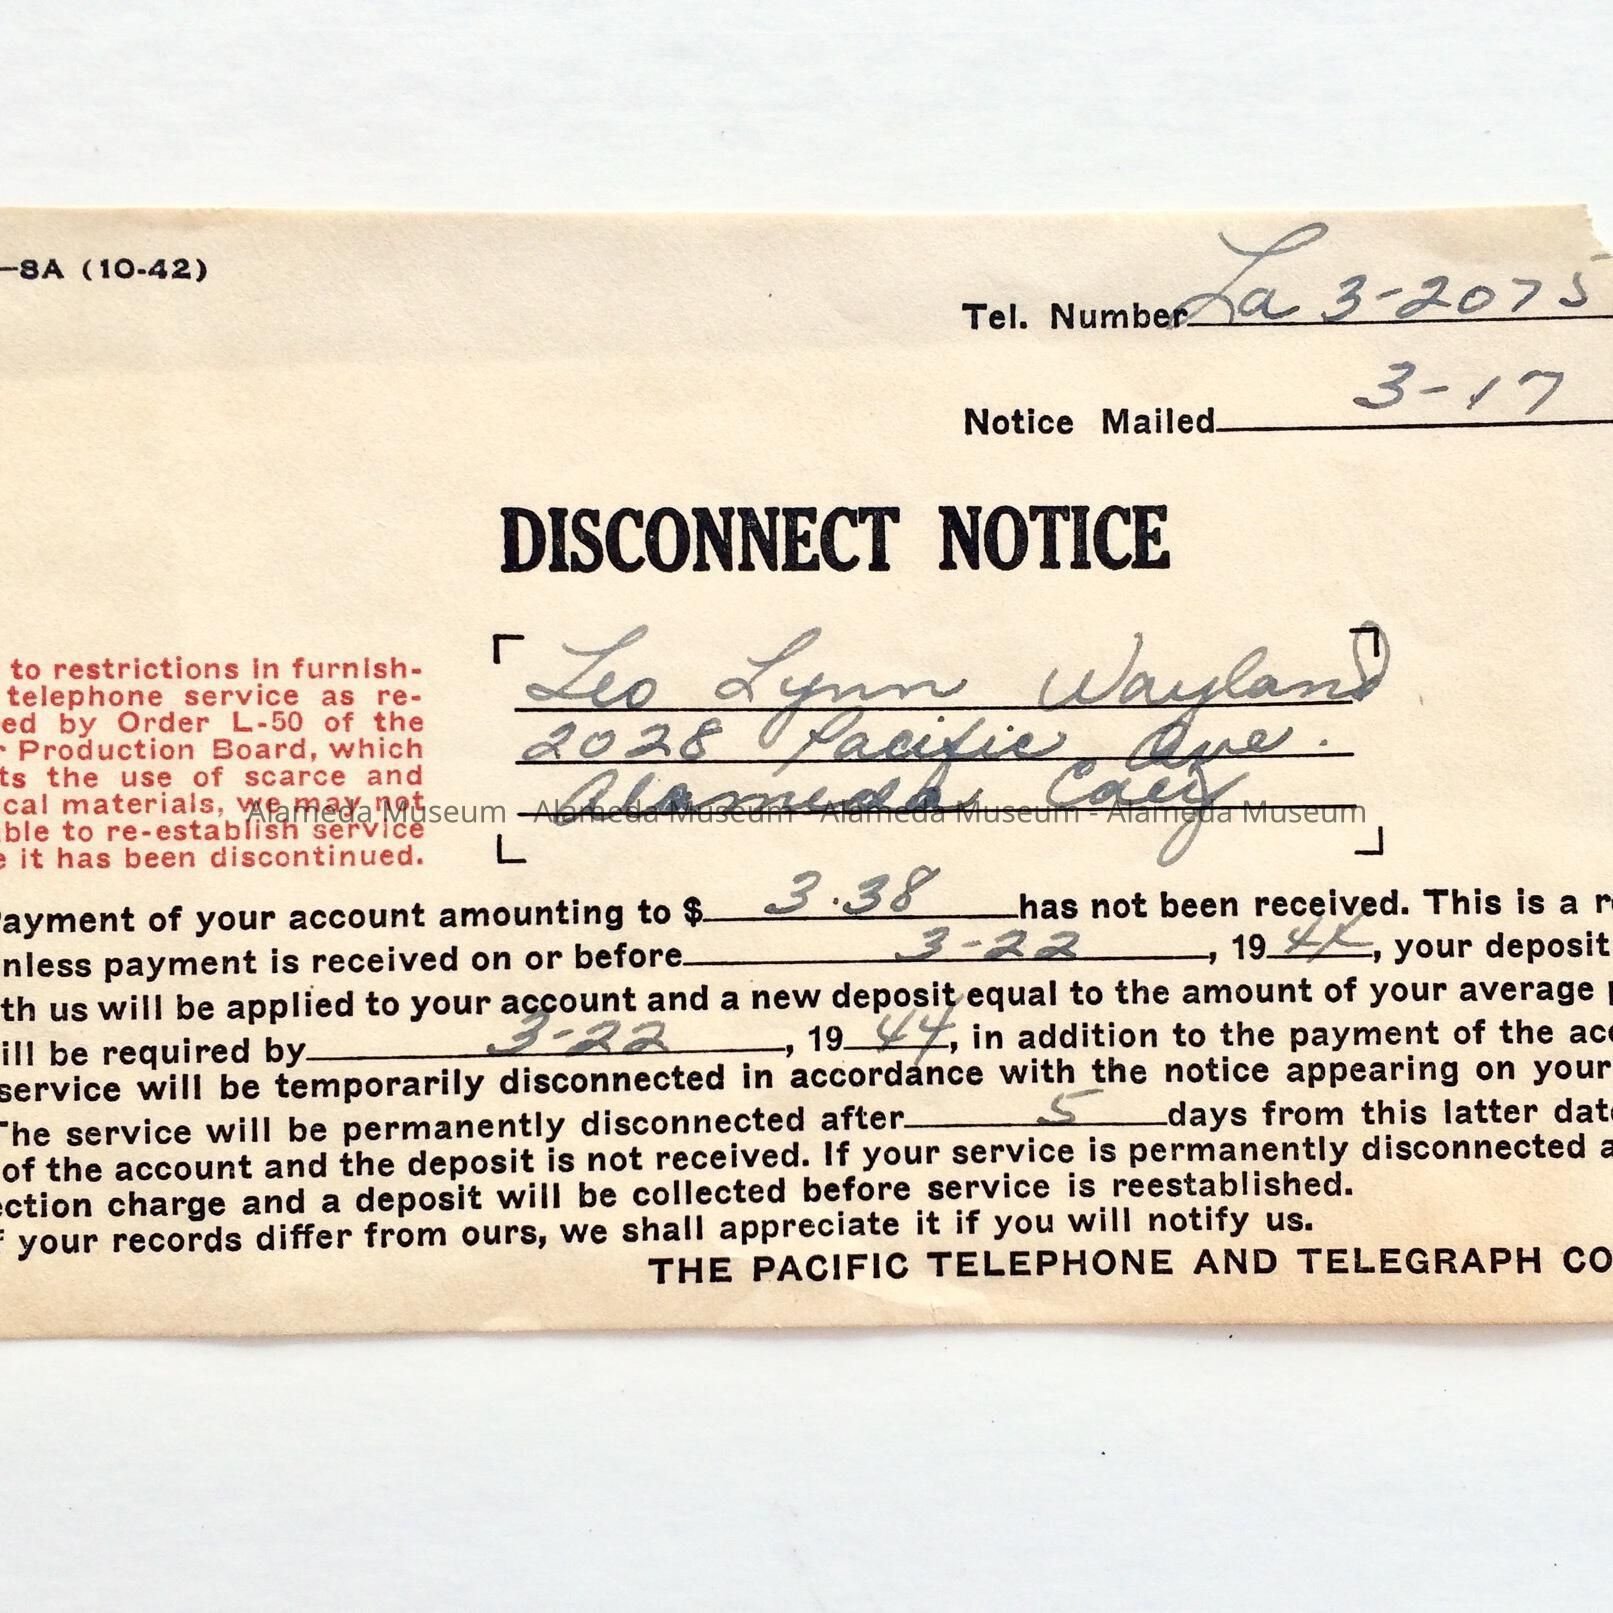 —8A (10-42)
Tel. Number La 3-2075
Notice Mailed 3-17
DISCONNECT NOTICE
Leo Lynn Wayland
2028 Pacific Ave.
Alameda Calif
to restrictions in furnish-
telephone service as re-
ed by Order L-50 of the
r Production Board, which
ts the use of scarce and
cal materials, we may not
ble to re-establish service
e it has been discontinued.
Alameda Museum - Alameda Museum - Alameda Museum - Alameda Museum
Payment of your account amounting to $ 3.38 has not been received. This is a r
nless payment is received on or before 3-22, 19 44, your deposit
th us will be applied to your account and a new deposit equal to the amount of your average
ill be required by 3-22, 19 44, in addition to the payment of the acc
service will be temporarily disconnected in accordance with the notice appearing on your
The service will be permanently disconnected after 5 days from this latter date
of the account and the deposit is not received. If your service is permanently disconnected a
ection charge and a deposit will be collected before service is reestablished.
f your records differ from ours, we shall appreciate it if you will notify us.
THE PACIFIC TELEPHONE AND TELEGRAPH CO